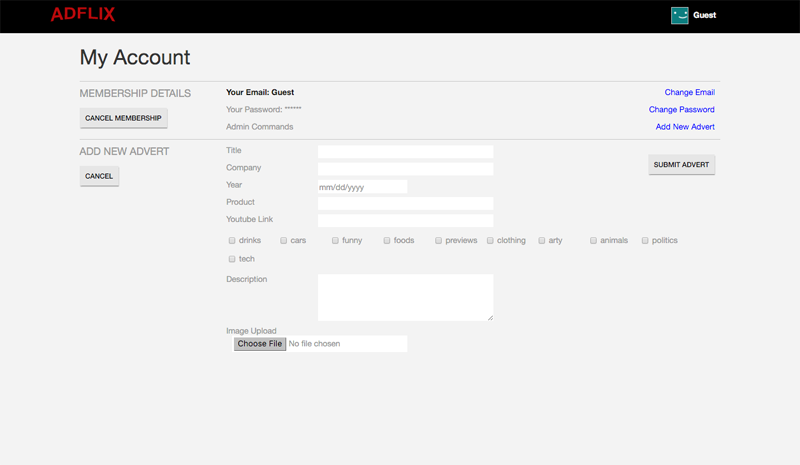 ADFLIX
Guest
My Account
MEMBERSHIP DETAILS
CANCEL MEMBERSHIP
Your Email: Guest
Change Email
Your Password: ******
Change Password
Admin Commands
Add New Advert
ADD NEW ADVERT
CANCEL
Title
SUBMIT ADVERT
Company
Year mm/dd/yyyy
Product
Youtube Link
drinks cars funny foods previews clothing arty animals politics
tech
Description
Image Upload
Choose File No file chosen